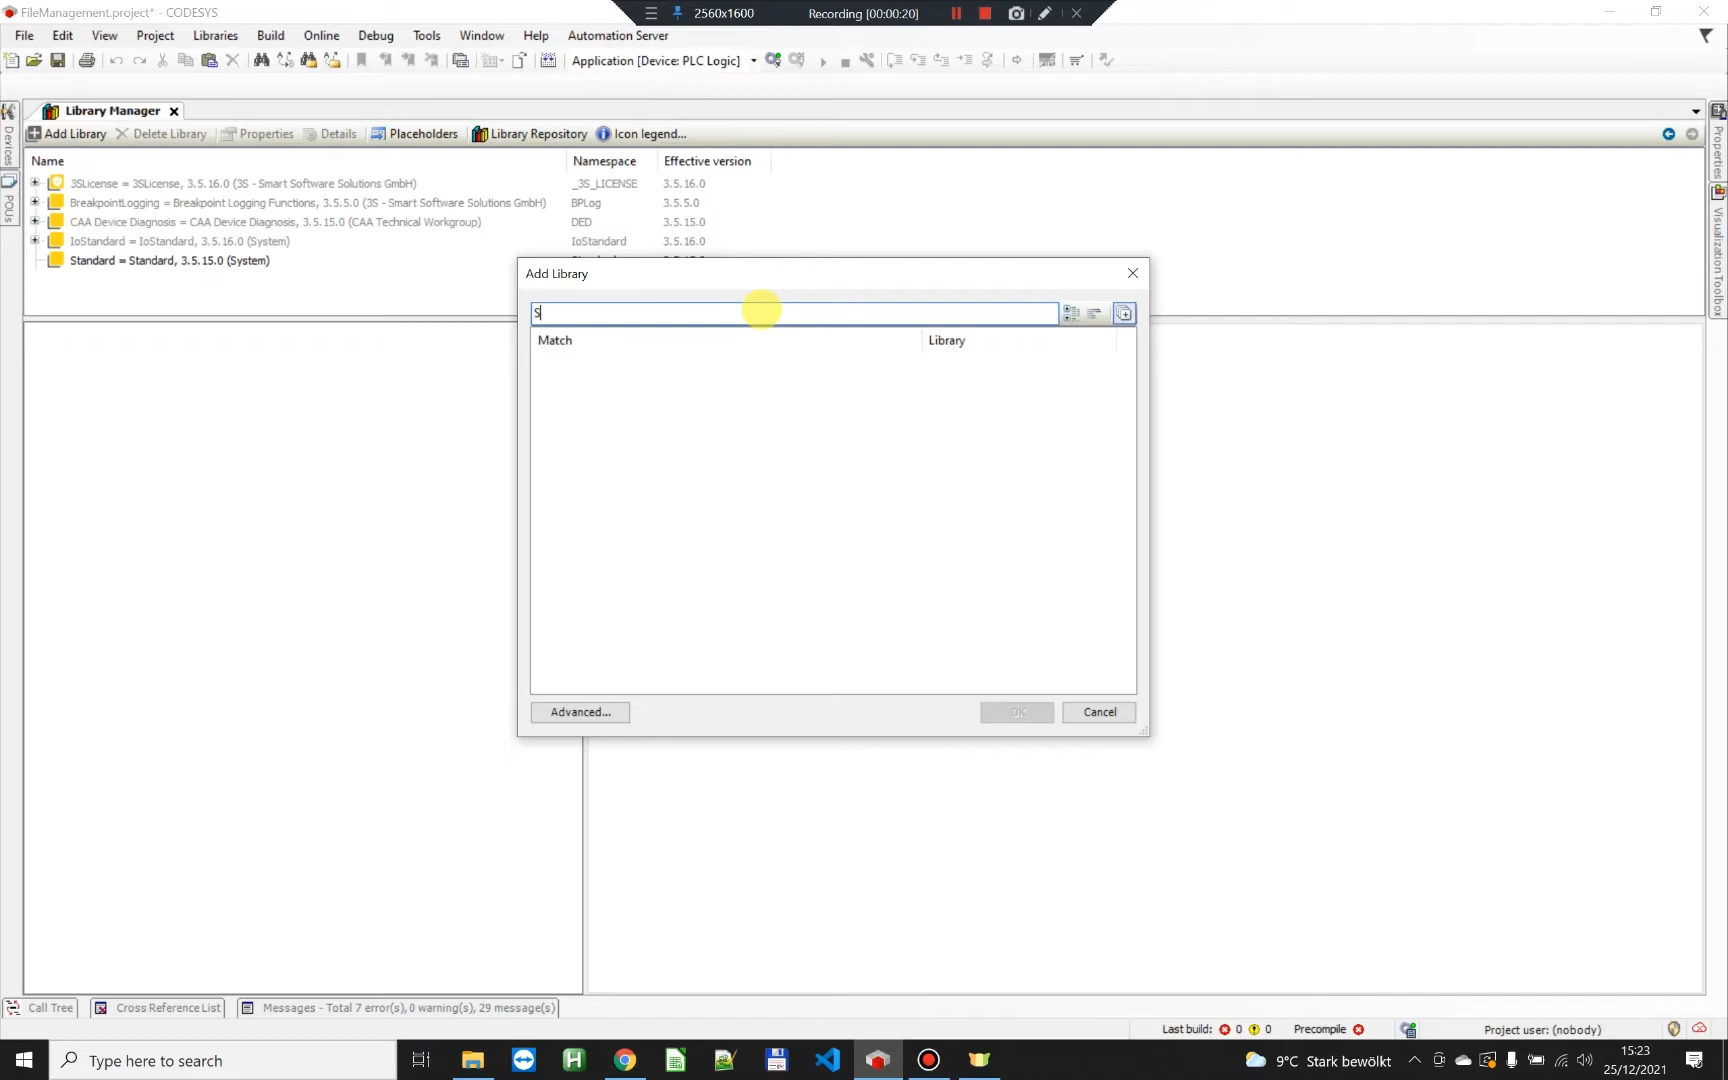 FileManagement.project* - CODESYS
2560x1600
Recording [00:00:20]
File Edit View Project Libraries Build Online Debug Tools Window Help Automation Server
Application [Device: PLC Logic]
Library Manager
Add Library Delete Library Properties Details Placeholders Library Repository Icon legend...
Name Namespace Effective version
3SLicense = 3SLicense, 3.5.16.0 (3S - Smart Software Solutions GmbH) _3S_LICENSE 3.5.16.0
BreakpointLogging = Breakpoint Logging Functions, 3.5.5.0 (3S - Smart Software Solutions GmbH) BPLog 3.5.5.0
CAA Device Diagnosis = CAA Device Diagnosis, 3.5.15.0 (CAA Technical Workgroup) DED 3.5.15.0
IoStandard = IoStandard, 3.5.16.0 (System) IoStandard 3.5.16.0
Standard = Standard, 3.5.15.0 (System)
Devices
POUs
Properties
Visualization Toolbox
Add Library
S
Match Library
Advanced... OK Cancel
Call Tree Cross Reference List Messages - Total 7 error(s), 0 warning(s), 29 message(s)
Last build: 0 0 Precompile Project user: (nobody)
Type here to search
9°C Stark bewölkt
15:23
25/12/2021